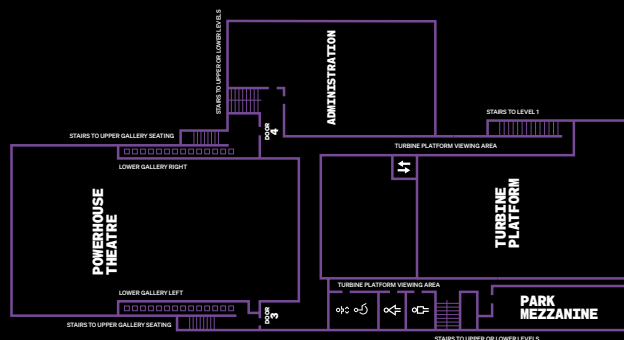 STAIRS TO UPPER OR LOWER LEVELS
ADMINISTRATION
STAIRS TO LEVEL 1
STAIRS TO UPPER GALLERY SEATING
DOOR
4
TURBINE PLATFORM VIEWING AREA
LOWER GALLERY RIGHT
POWERHOUSE
THEATRE
TURBINE
PLATFORM
TURBINE PLATFORM VIEWING AREA
LOWER GALLERY LEFT
PARK
MEZZANINE
DOOR
3
STAIRS TO UPPER GALLERY SEATING
STAIRS TO UPPER OR LOWER LEVELS